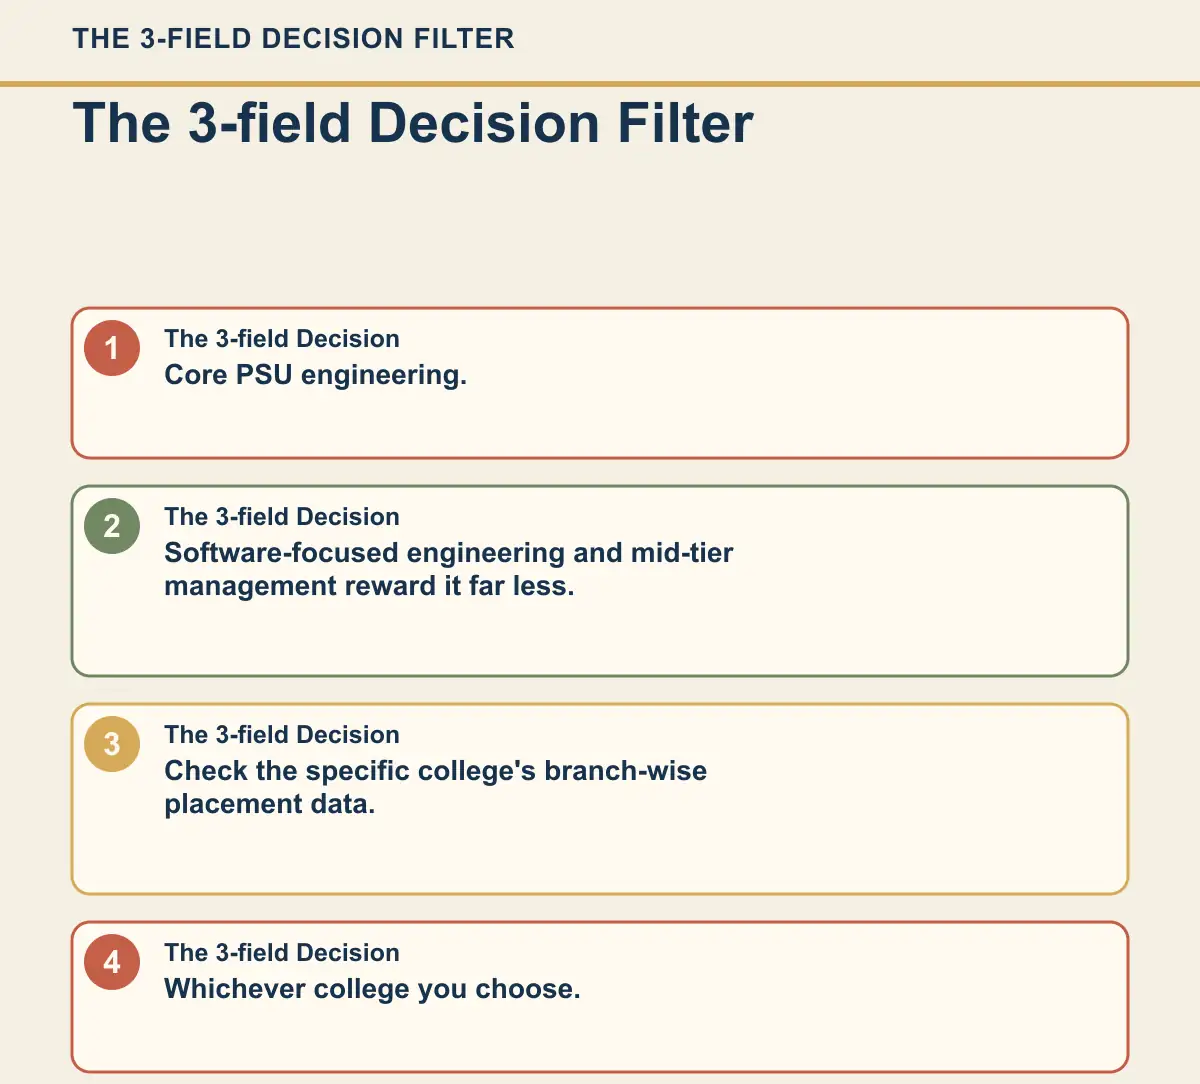 THE 3-FIELD DECISION FILTER
The 3-field Decision Filter
1
The 3-field Decision
Core PSU engineering.
2
The 3-field Decision
Software-focused engineering and mid-tier
management reward it far less.
3
The 3-field Decision
Check the specific college's branch-wise
placement data.
4
The 3-field Decision
Whichever college you choose.